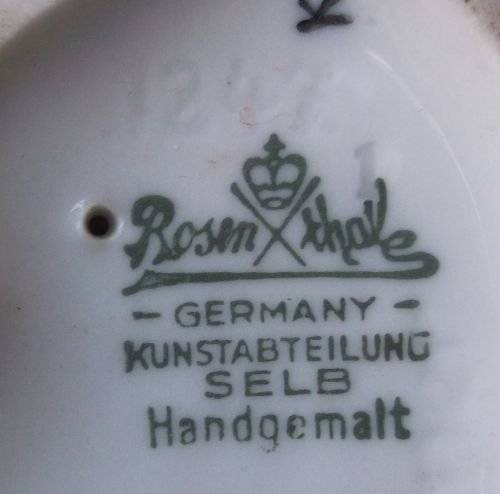 K
Rosenthal
- GERMANY -
KUNSTABTEILUNG
SELB
Handgemalt